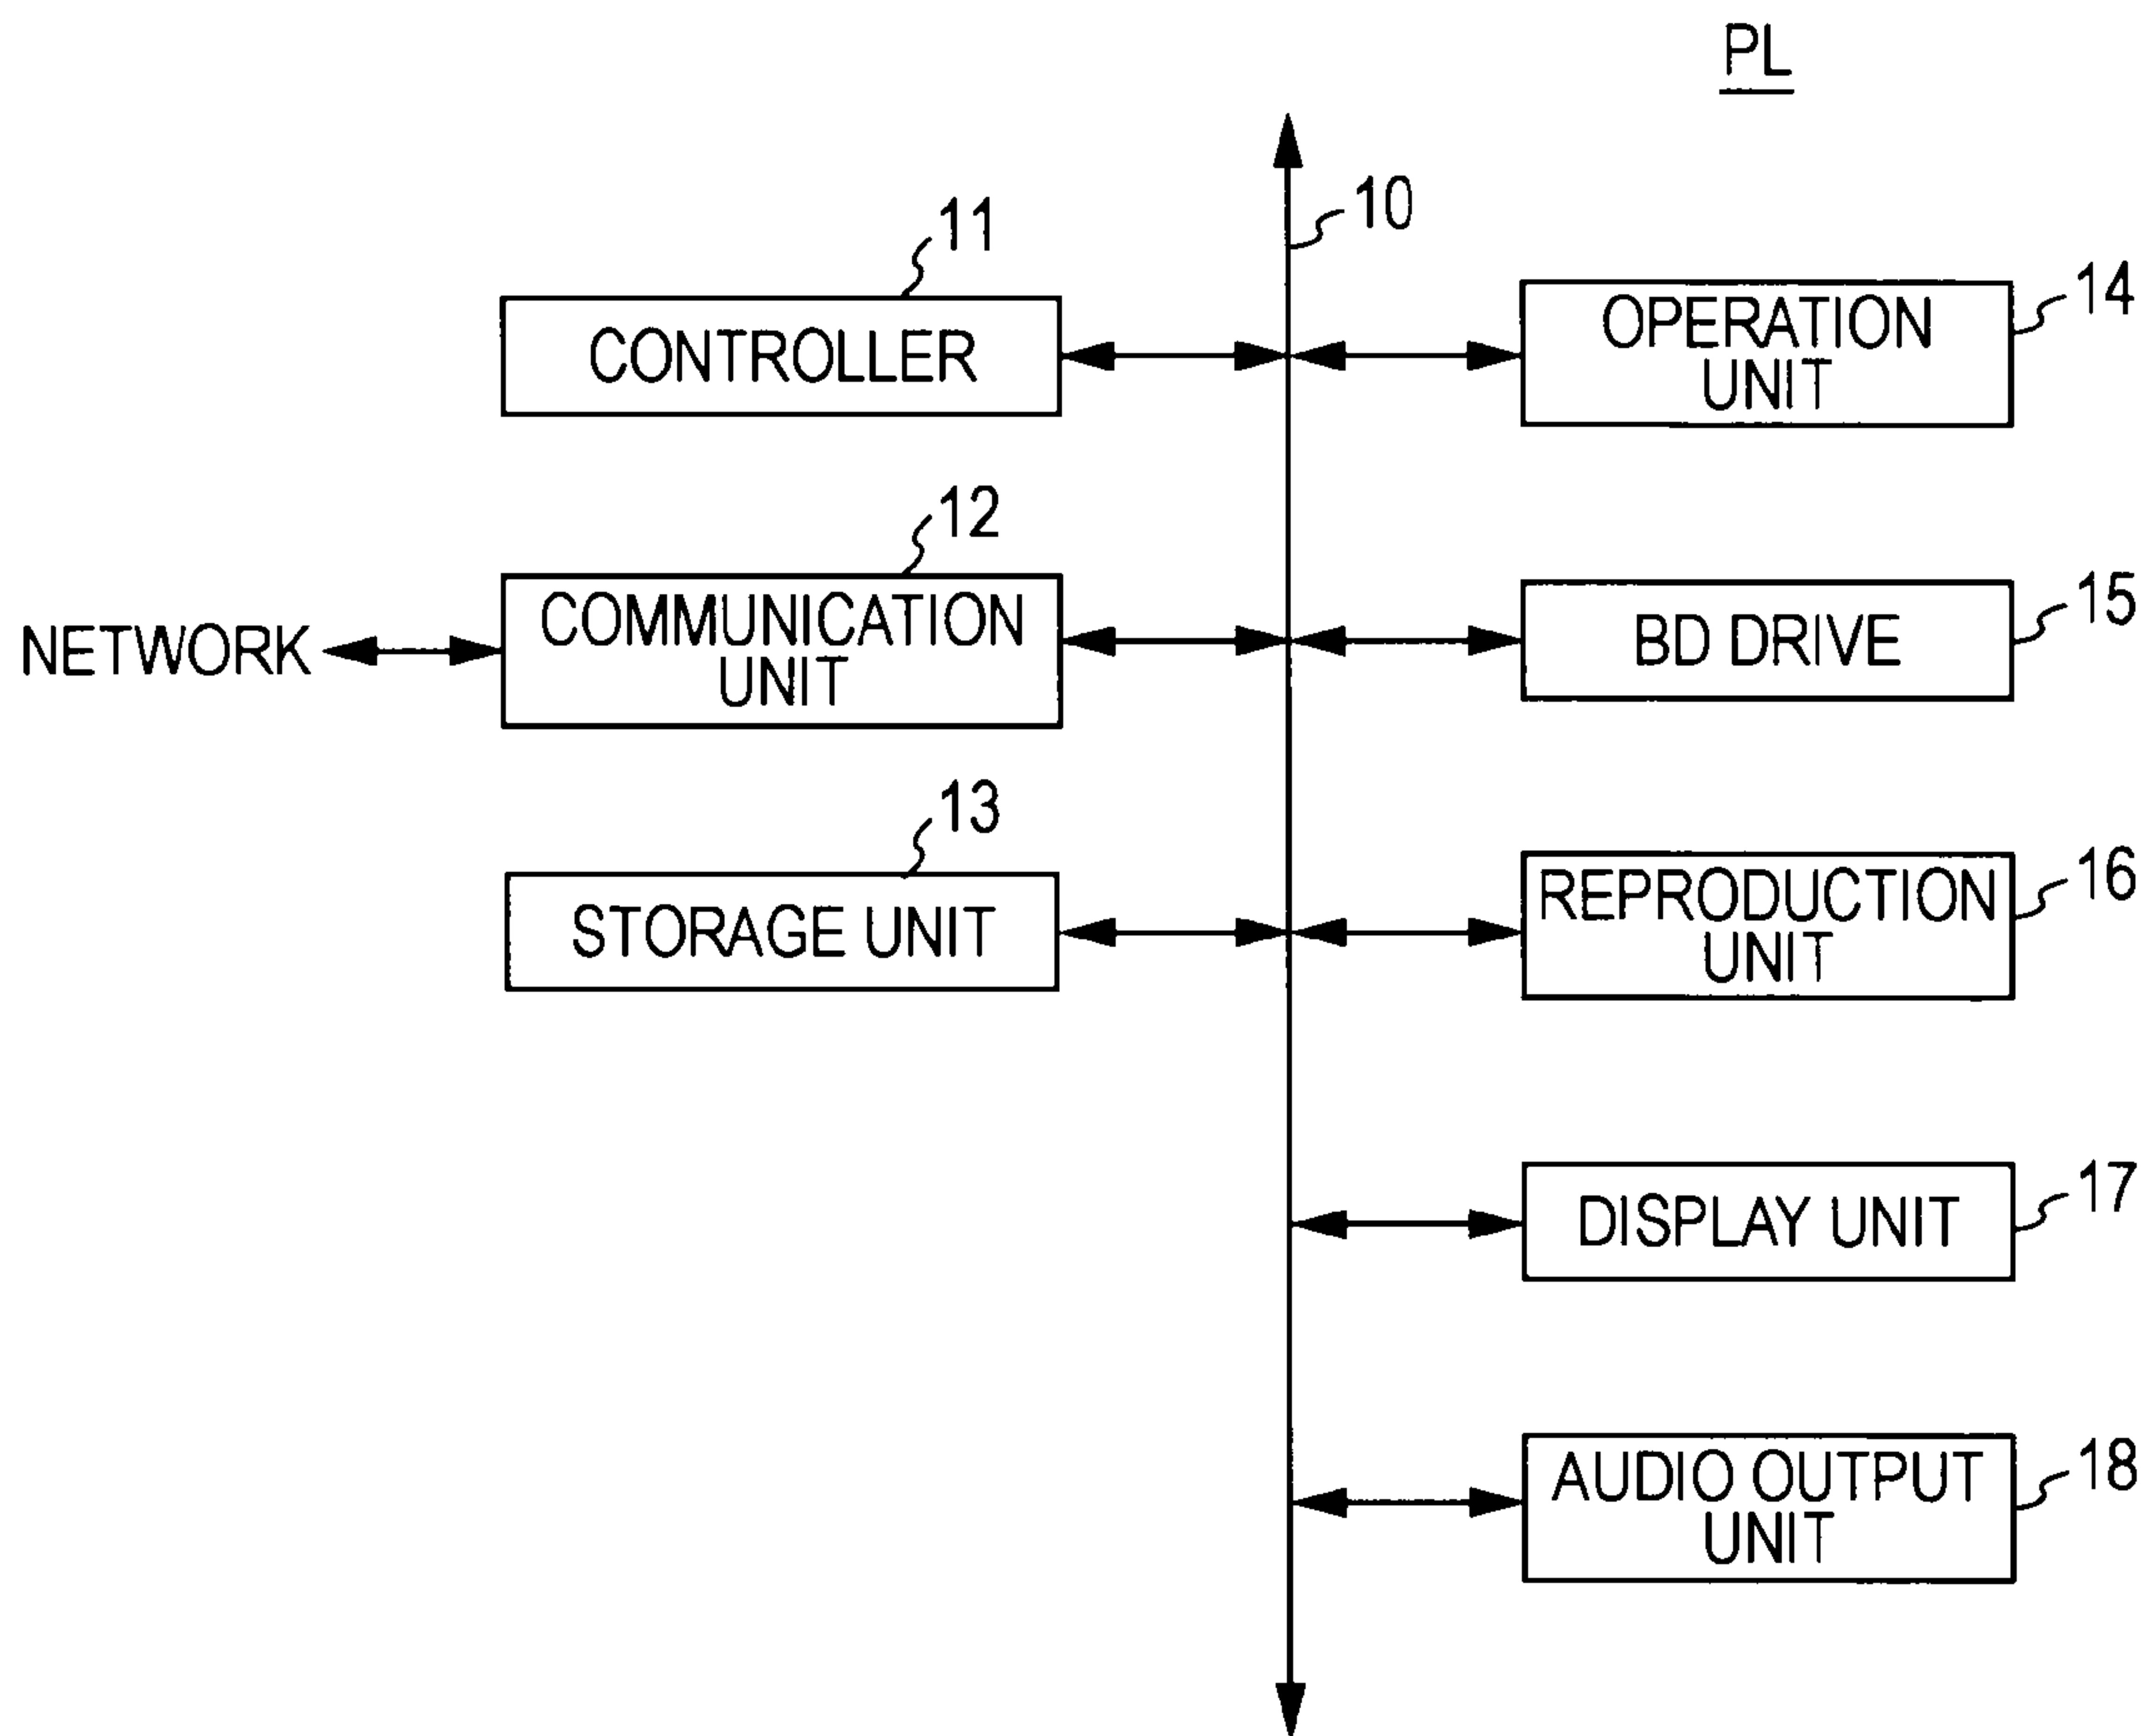 PL
10
11
CONTROLLER
14
OPERATION
UNIT
12
COMMUNICATION
UNIT
NETWORK
15
BD DRIVE
13
STORAGE UNIT
16
REPRODUCTION
UNIT
17
DISPLAY UNIT
18
AUDIO OUTPUT
UNIT